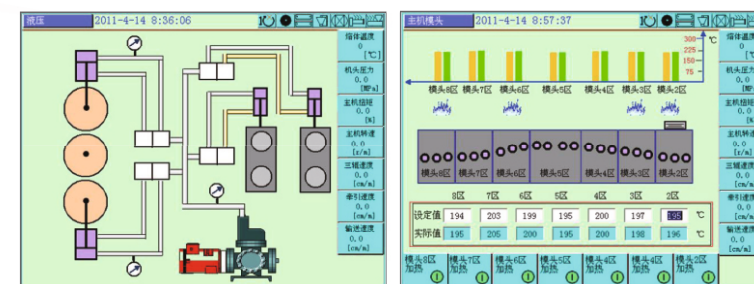 液压 2011-4-14 8:36:06
熔体温度
0
[℃]
机头压力
0.0
[MPa]
主机扭矩
0.0
[N]
主机转速
0.0
[r/m]
三辊速度
0.0
[cm/m]
牵引速度
0.0
[cm/m]
输送速度
0.0
[cm/m]
主机模头 2011-4-14 8:57:37
300 ℃
225
150
75
模头8区 模头7区 模头6区 模头5区 模头4区 模头3区 模头2区
模头8区 模头7区 模头6区 模头5区 模头4区 模头3区 模头2区
8区 7区 6区 5区 4区 3区 2区
设定值 194 203 199 195 200 197 195 ℃
实际值 195 205 200 195 200 198 196 ℃
模头8区加热 模头7区加热 模头6区加热 模头5区加热 模头4区加热 模头4区加热 模头2区加热
熔体温度
0
机头压力
0.0
[MPa]
主机扭矩
0.0
[N]
主机转速
0.0
[r/m]
三辊速度
0.0
[cm/m]
牵引速度
0.0
[cm/m]
输送速度
0.0
[cm/m]